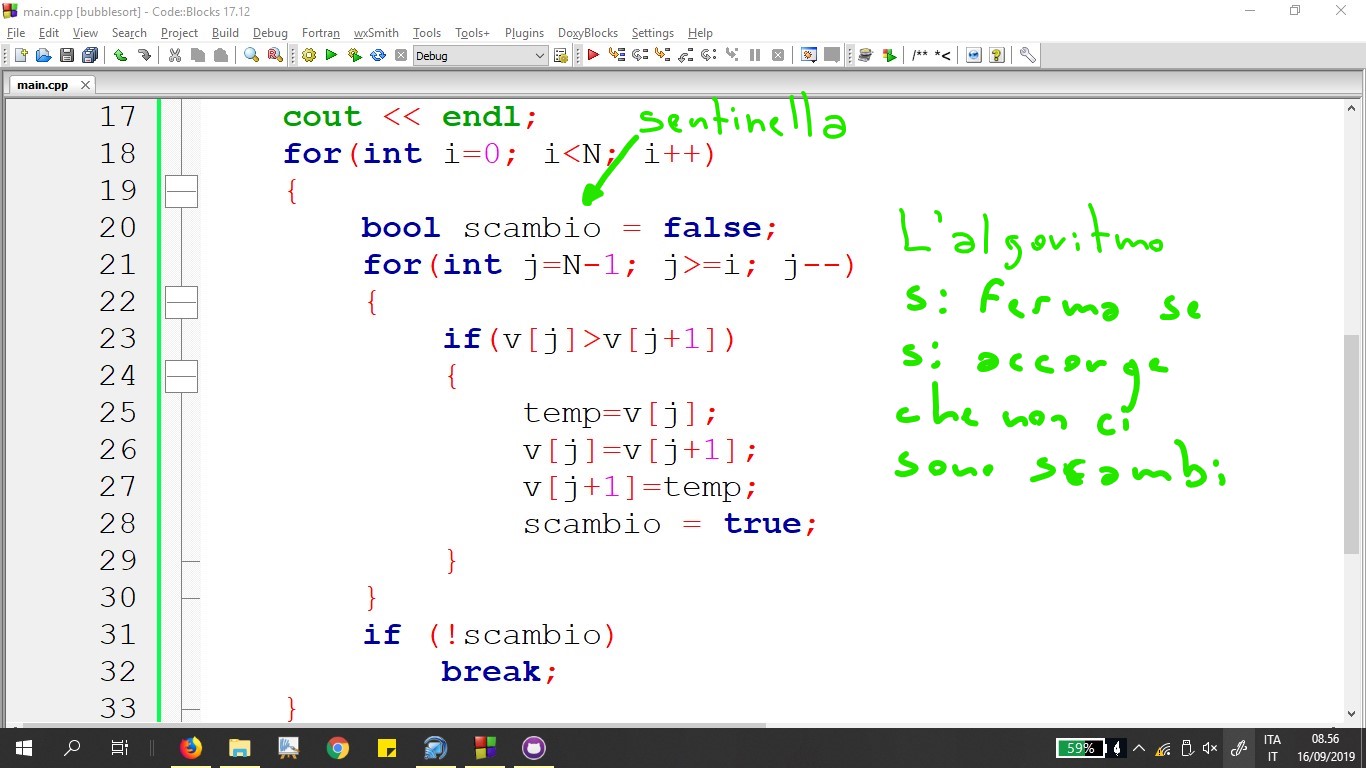 main.cpp [bubblesort] - Code::Blocks 17.12
File Edit View Search Project Build Debug Fortran wxSmith Tools Tools+ Plugins DoxyBlocks Settings Help
Debug /** *<
main.cpp
17 cout << endl;
sentinella
18 for(int i=0; i<N; i++)
19 {
20 bool scambio = false;
21 for(int j=N-1; j>=i; j--)
22 {
23 if(v[j]>v[j+1])
24 {
25 temp=v[j];
26 v[j]=v[j+1];
27 v[j+1]=temp;
28 scambio = true;
29 }
30 }
31 if (!scambio)
32 break;
33 }
L'algoritmo
si ferma se
si accorge
che non ci
sono scambi
59% ITA 08.56
IT 16/09/2019